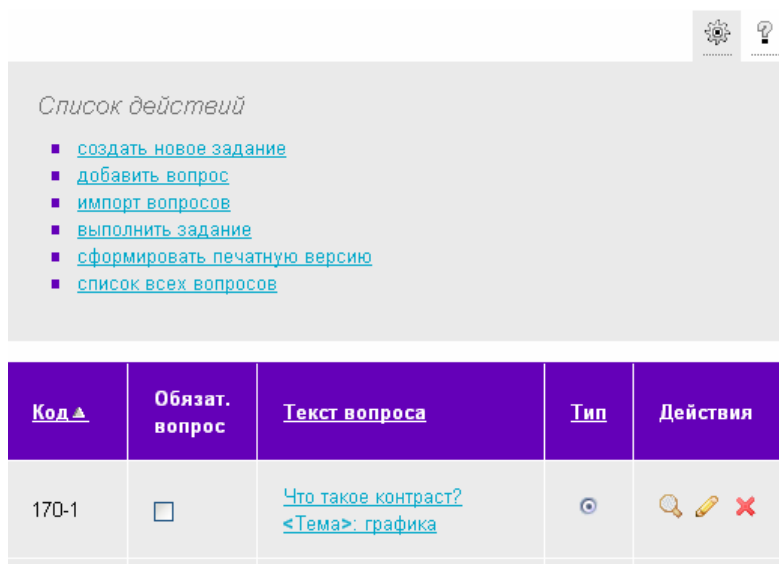 Список действий
создать новое задание
добавить вопрос
импорт вопросов
выполнить задание
сформировать печатную версию
список всех вопросов
Код Обязат. вопрос Текст вопроса Тип Действия
170-1 Что такое контраст?
<Тема>: графика